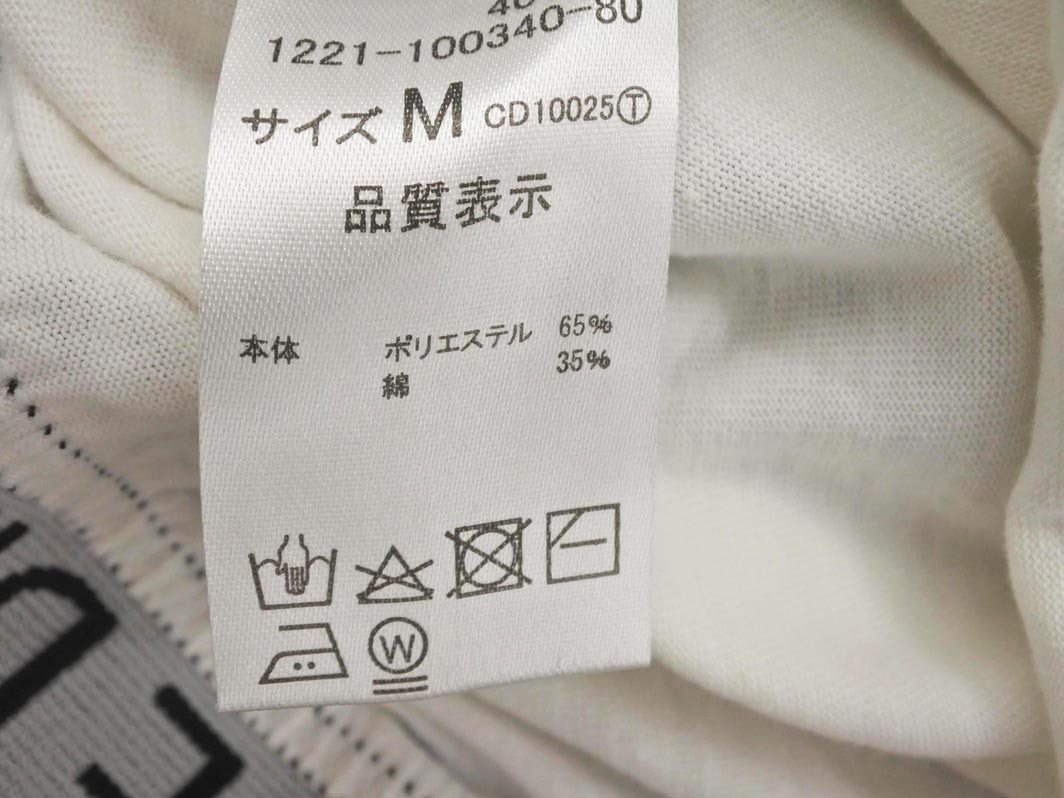 1221-100340-80
サイズ M CD10025Ⓣ
品質表示
本体 ポリエステル 65%
綿 35%
W